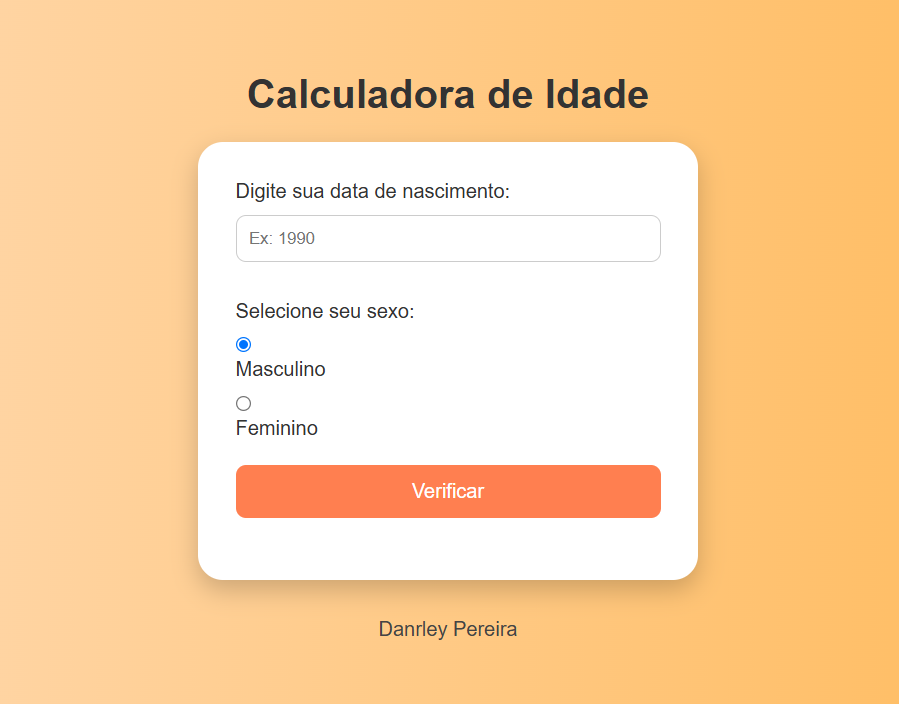 Calculadora de Idade
Digite sua data de nascimento:
Ex: 1990
Selecione seu sexo:
Masculino
Feminino
Verificar
Danrley Pereira